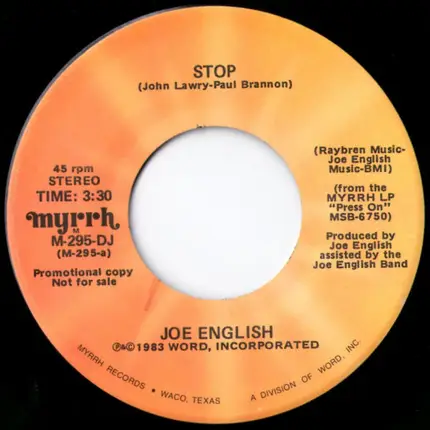 STOP
(John Lawry-Paul Brannon)
45 rpm
STEREO
TIME: 3:30
myrrh
M
M-295-DJ
(M-295-a)
Promotional copy
Not for sale
(Raybren Music-
Joe English
Music-BMI)
(from the
MYRRH LP
"Press On"
MSB-6750)
Produced by
Joe English
assisted by the
Joe English Band
JOE ENGLISH
℗&©1983 WORD, INCORPORATED
MYRRH RECORDS • WACO, TEXAS • A DIVISION OF WORD, INC.